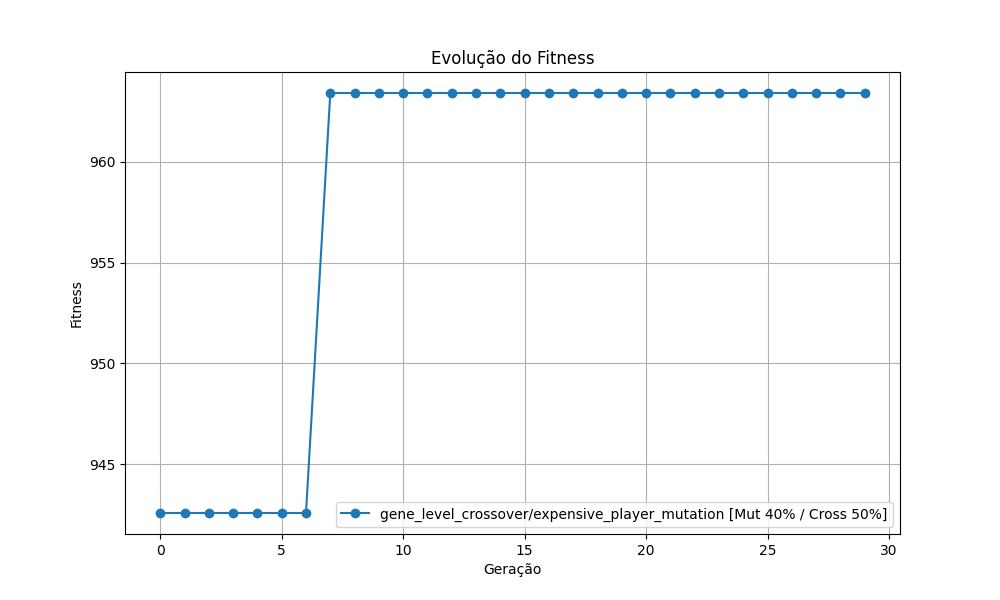 Evolução do Fitness
Fitness
960
955
950
945
gene_level_crossover/expensive_player_mutation [Mut 40% / Cross 50%]
0 5 10 15 20 25 30
Geração